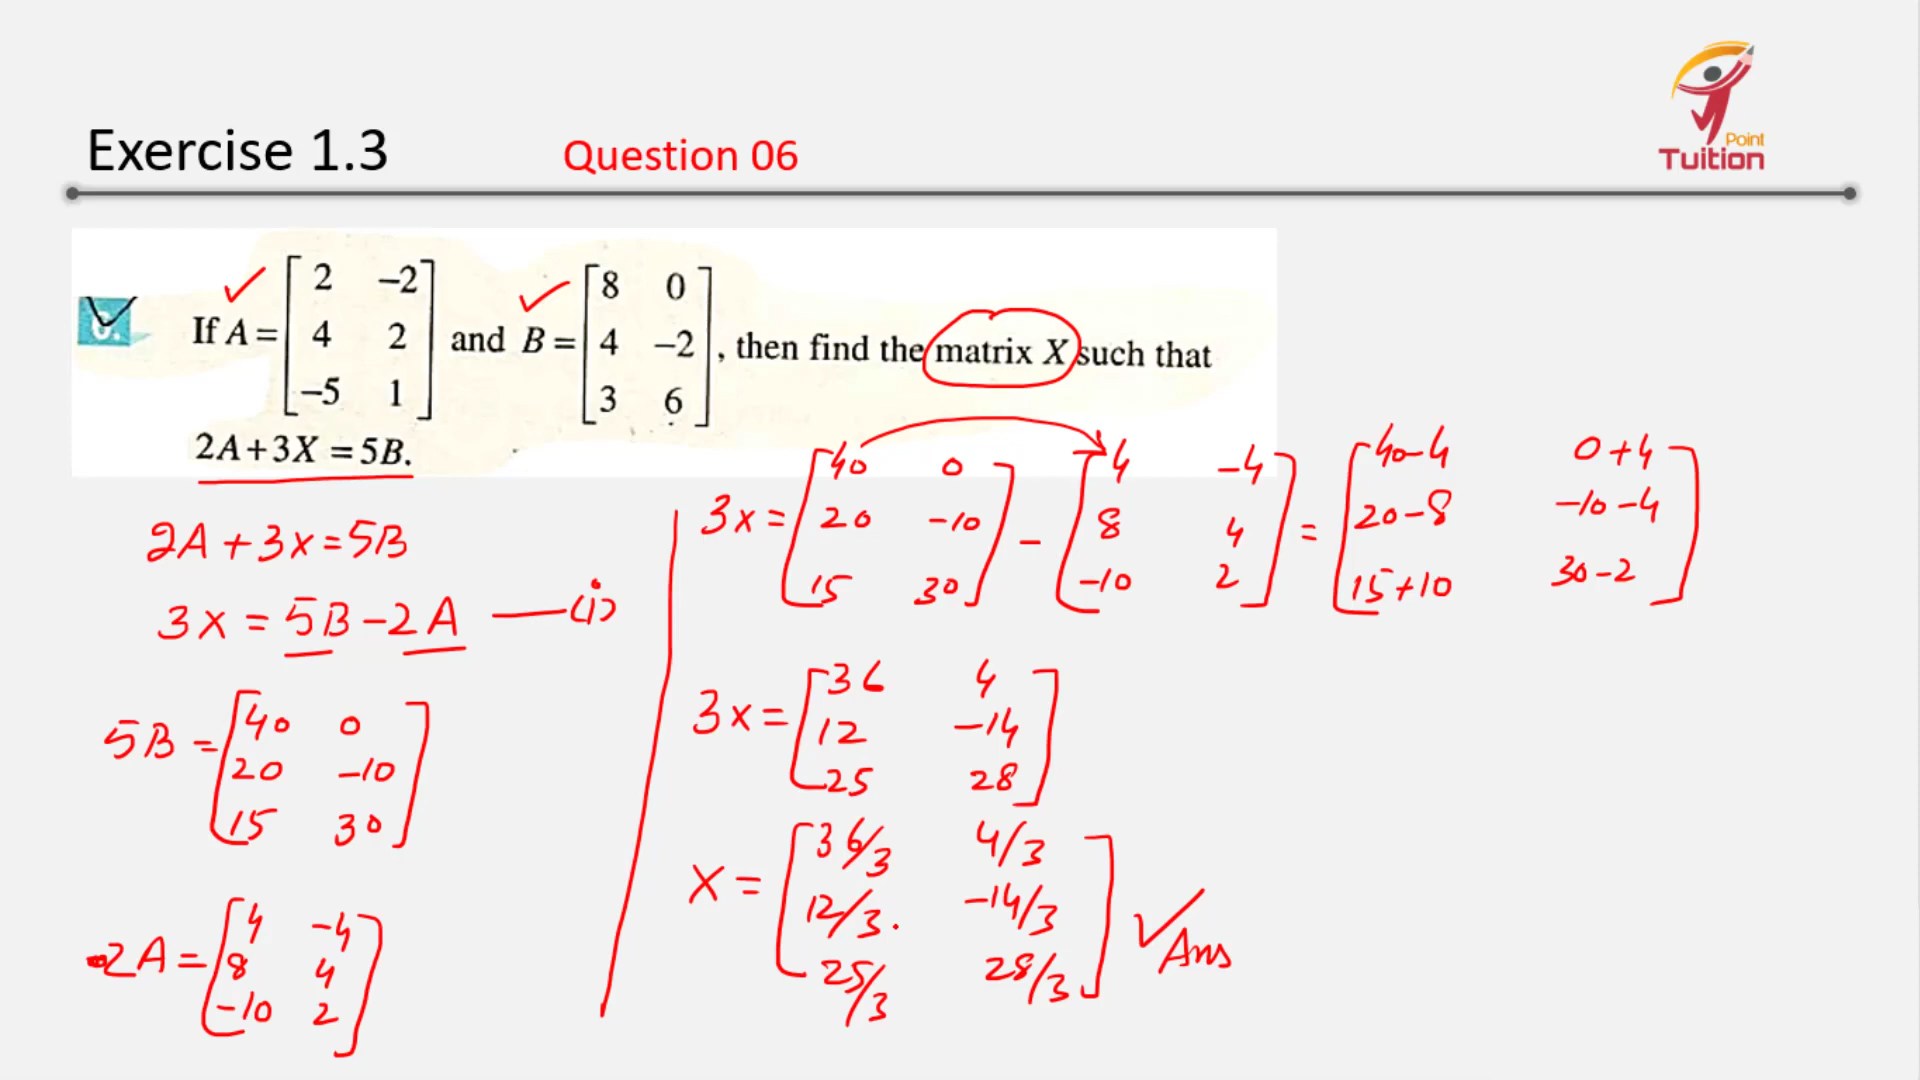 Exercise 1.3
Question 06
Point
Tuition
6. If A = [2 -2; 4 2; -5 1] and B = [8 0; 4 -2; 3 6], then find the matrix X such that
2A+3X = 5B.
2A + 3x = 5B
3x = 5B - 2A —(i)
5B = [40 0
20 -10
15 30]
2A = [4 -4
8 4
-10 2]
3x = [40 0; 20 -10; 15 30] - [4 -4; 8 4; -10 2] = [40-4 0+4; 20-8 -10-4; 15+10 30-2]
3x = [36 4
12 -14
25 28]
x = [36/3 4/3
12/3 -14/3
25/3 28/3]
Ans